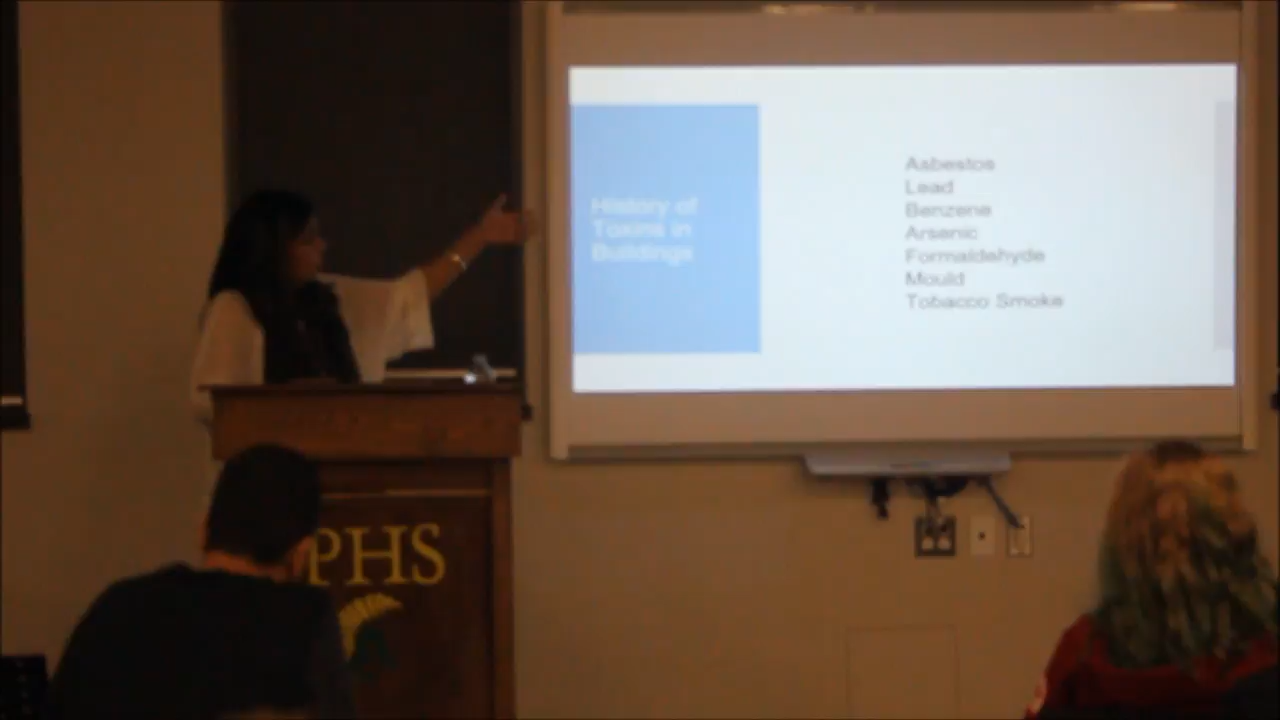 History of
Toxins in
Buildings
Asbestos
Lead
Benzene
Arsenic
Formaldehyde
Mould
Tobacco Smoke
PHS